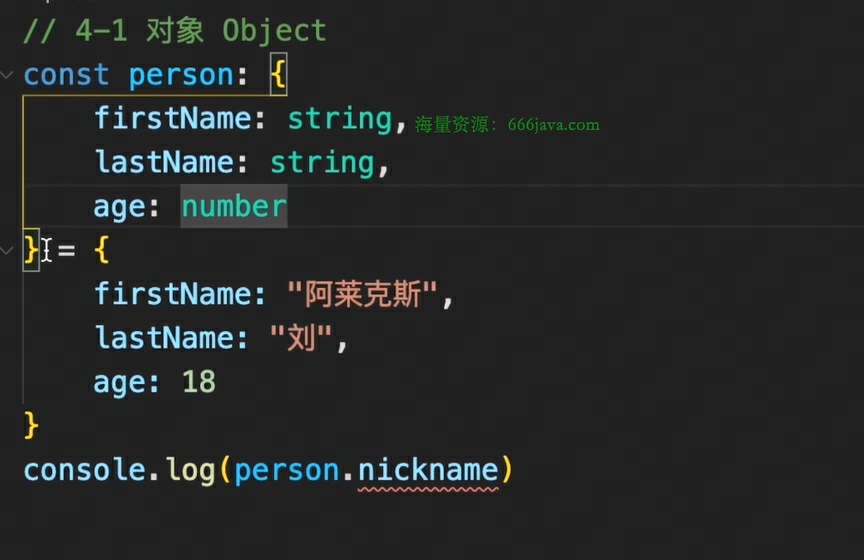 // 4-1 对象 Object
const person: {
    firstName: string, 海量资源：666java.com
    lastName: string,
    age: number
} = {
    firstName: "阿莱克斯",
    lastName: "刘",
    age: 18
}
console.log(person.nickname)